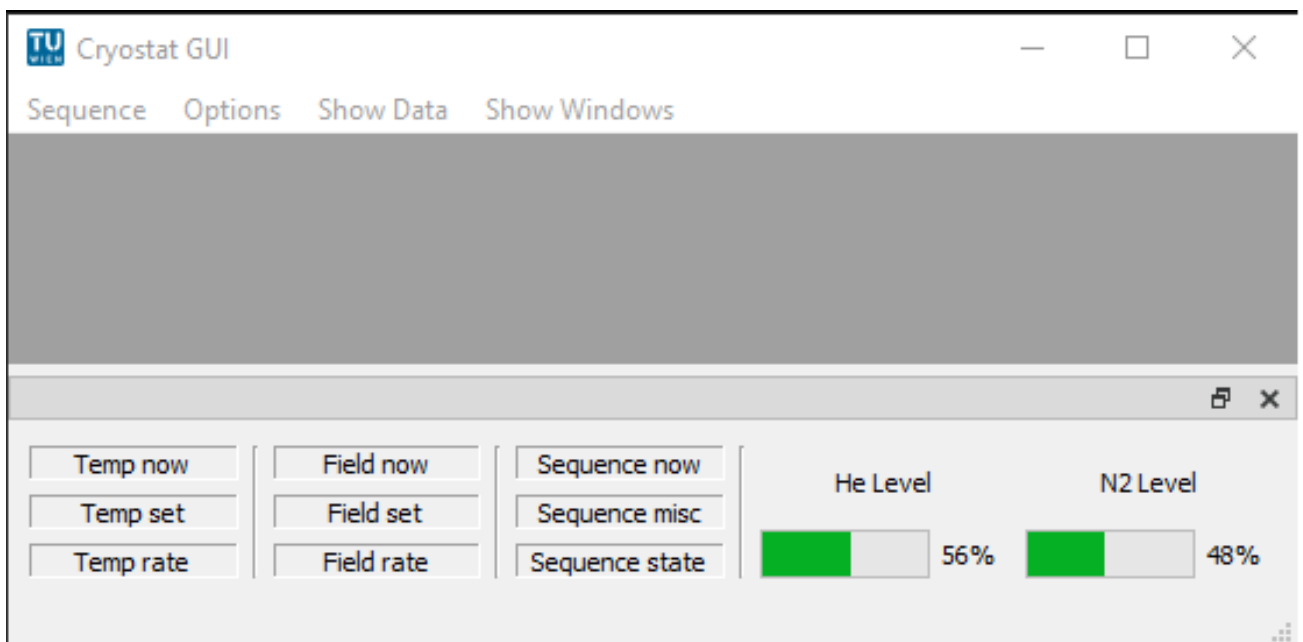 TU
WIEN
Cryostat GUI
Sequence Options Show Data Show Windows
Temp now Field now Sequence now
He Level N2 Level
Temp set Field set Sequence misc
Temp rate Field rate Sequence state 56% 48%